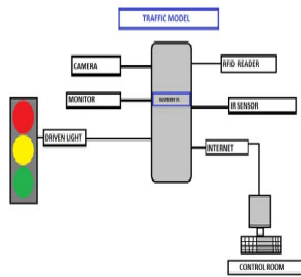 TRAFFIC MODEL
CAMERA
RFID READER
MONITOR
IR SENSOR
DRIVEN LIGHT
INTERNET
CONTROL ROOM